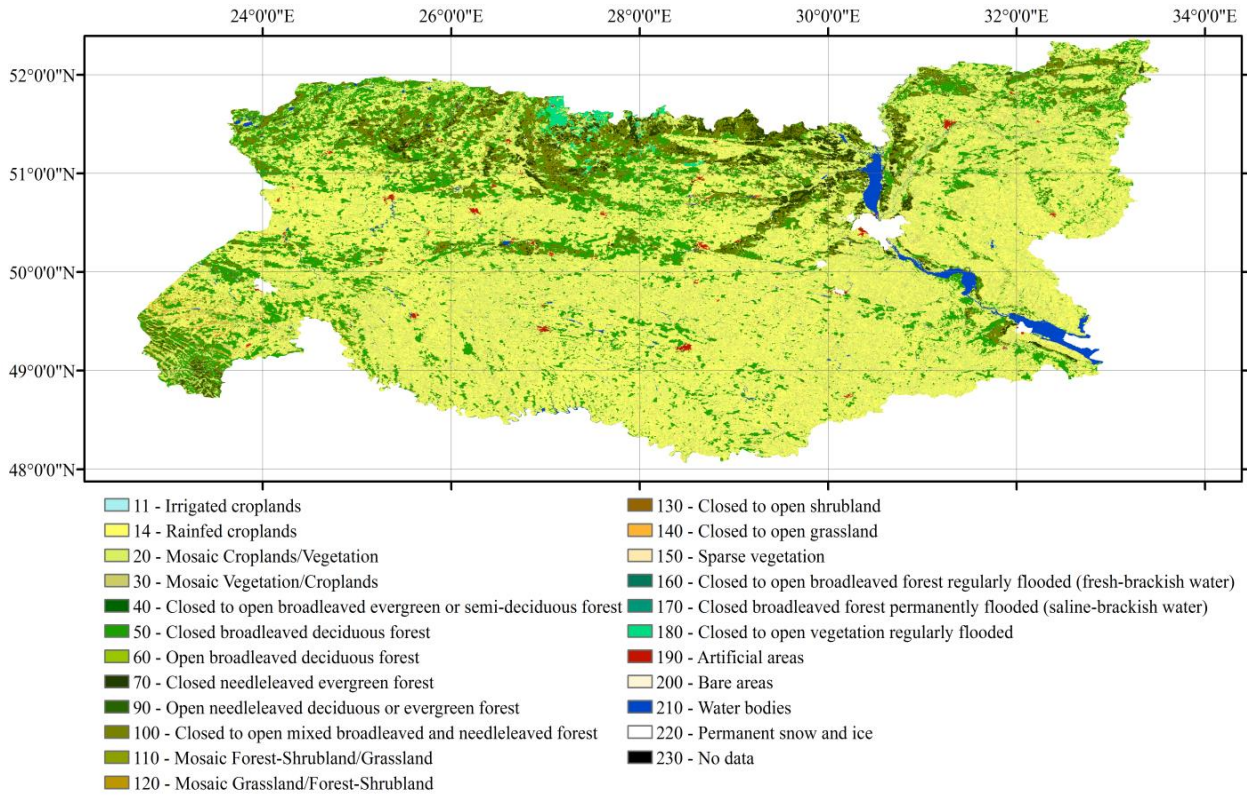 24°0'0"E 26°0'0"E 28°0'0"E 30°0'0"E 32°0'0"E 34°0'0"E
52°0'0"N
51°0'0"N
50°0'0"N
49°0'0"N
48°0'0"N
11 - Irrigated croplands
14 - Rainfed croplands
20 - Mosaic Croplands/Vegetation
30 - Mosaic Vegetation/Croplands
40 - Closed to open broadleaved evergreen or semi-deciduous forest
50 - Closed broadleaved deciduous forest
60 - Open broadleaved deciduous forest
70 - Closed needleleaved evergreen forest
90 - Open needleleaved deciduous or evergreen forest
100 - Closed to open mixed broadleaved and needleleaved forest
110 - Mosaic Forest-Shrubland/Grassland
120 - Mosaic Grassland/Forest-Shrubland
130 - Closed to open shrubland
140 - Closed to open grassland
150 - Sparse vegetation
160 - Closed to open broadleaved forest regularly flooded (fresh-brackish water)
170 - Closed broadleaved forest permanently flooded (saline-brackish water)
180 - Closed to open vegetation regularly flooded
190 - Artificial areas
200 - Bare areas
210 - Water bodies
220 - Permanent snow and ice
230 - No data